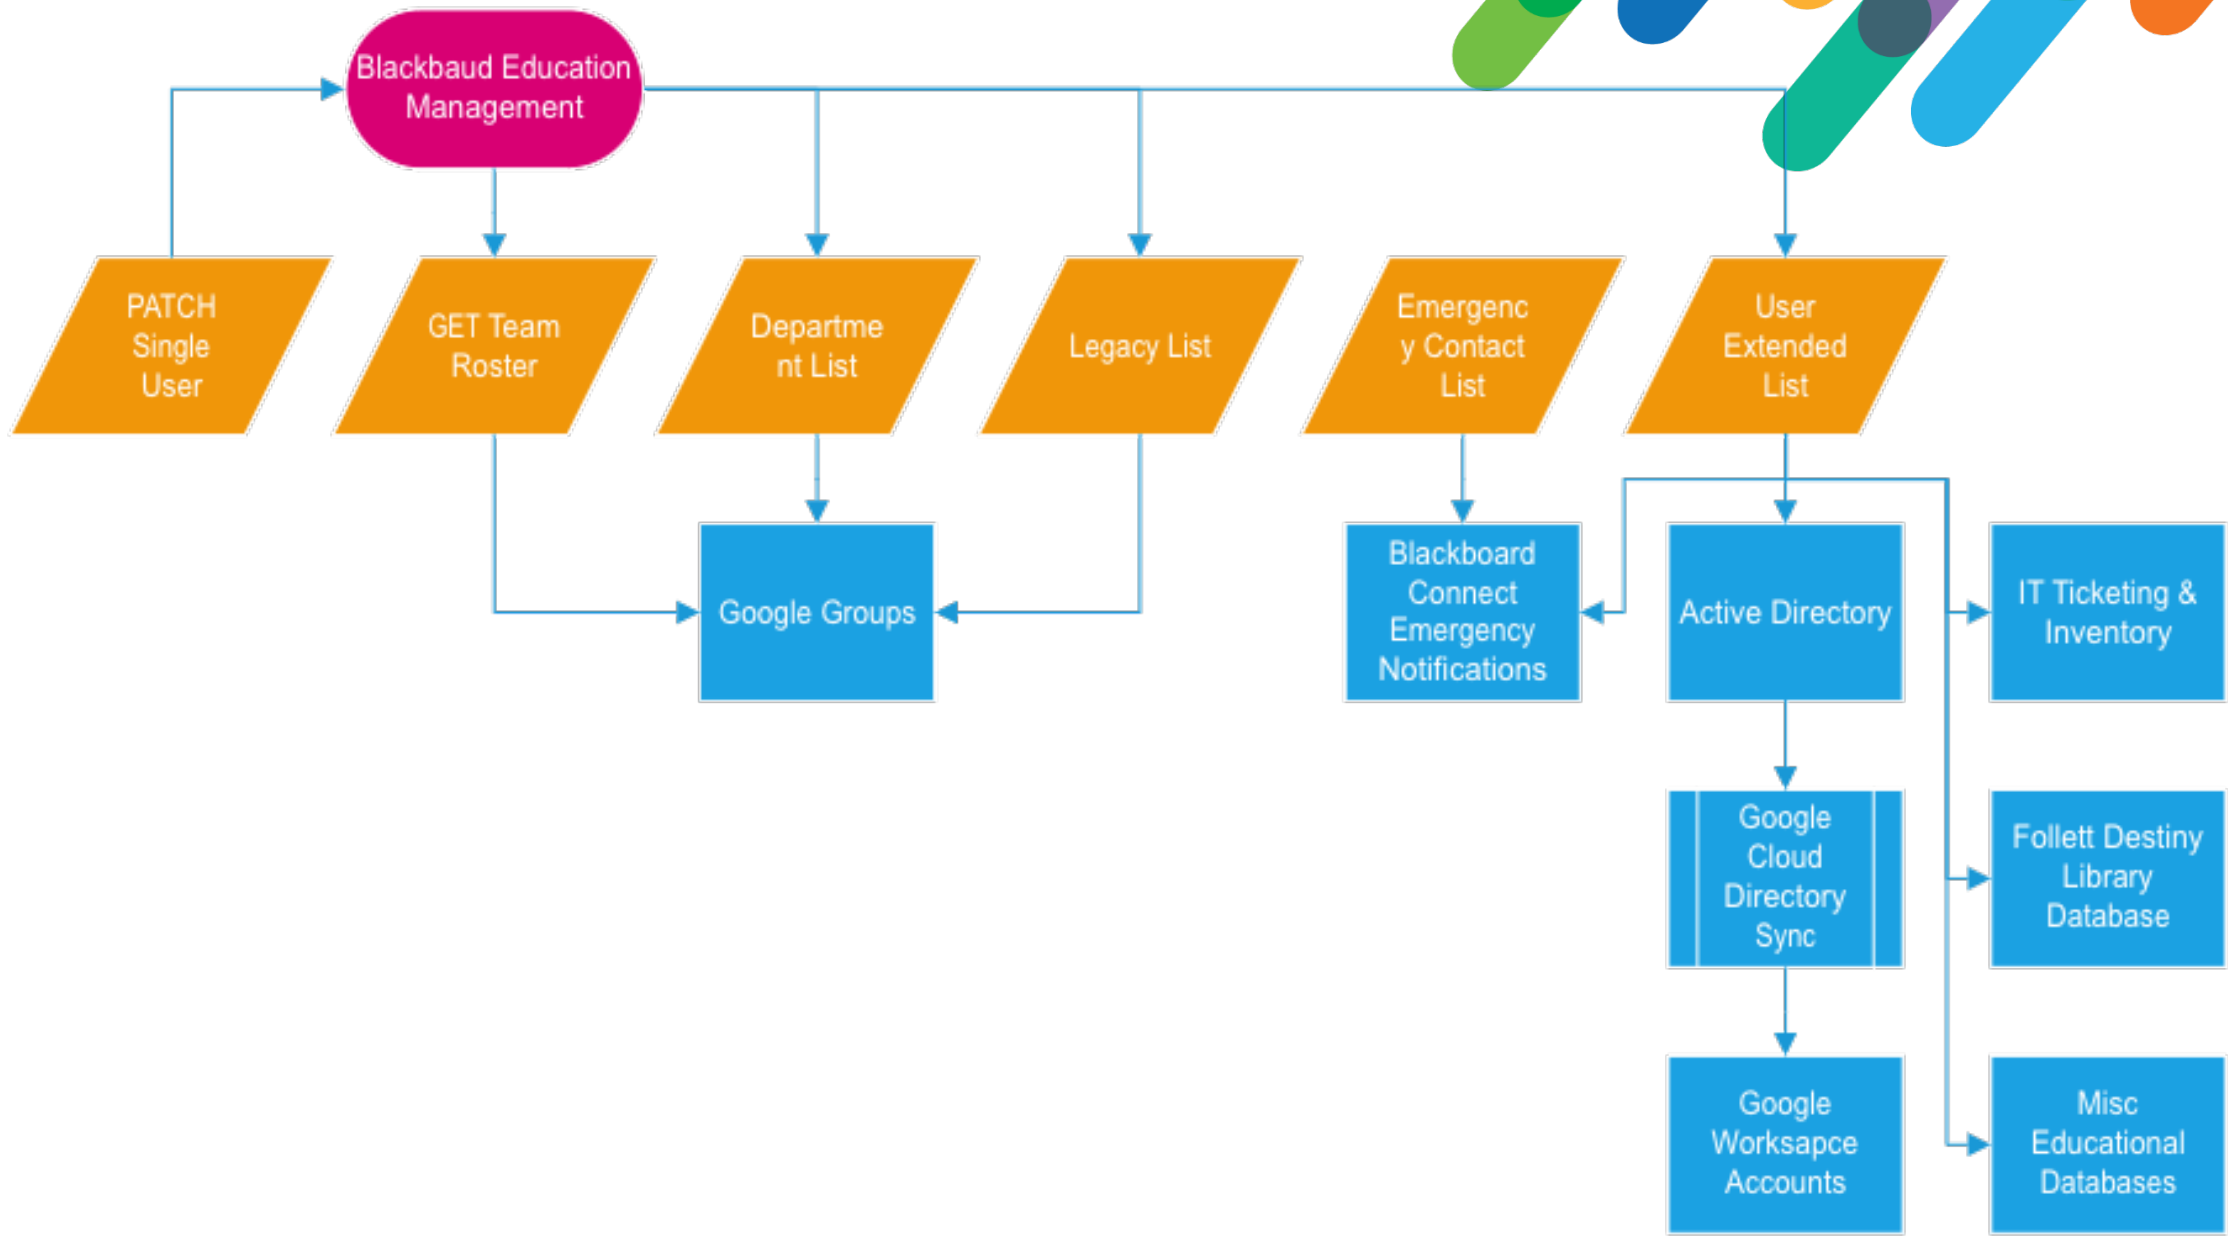 Blackbaud Education
Management
PATCH
Single
User
GET Team
Roster
Departme
nt List
Legacy List
Emergenc
y Contact
List
User
Extended
List
Google Groups
Blackboard
Connect
Emergency
Notifications
Active Directory
IT Ticketing &
Inventory
Google
Cloud
Directory
Sync
Follett Destiny
Library
Database
Google
Worksapce
Accounts
Misc
Educational
Databases